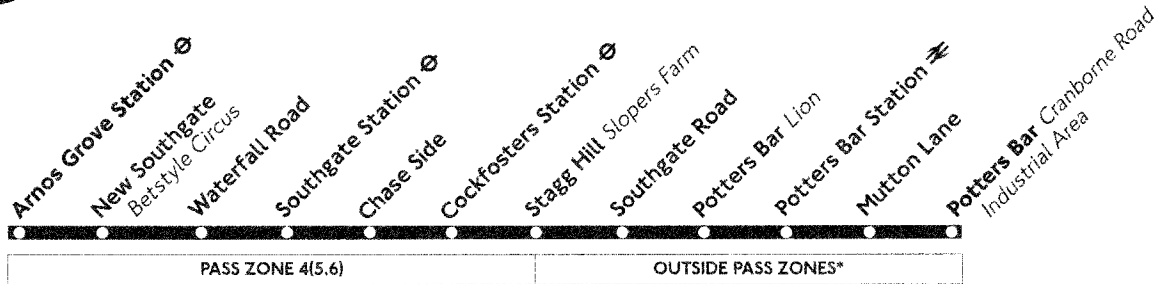 Arnos Grove Station
New Southgate
Betstyle Circus
Waterfall Road
Southgate Station
Chase Side
Cockfosters Station
Stagg Hill Slopers Farm
Southgate Road
Potters Bar Lion
Potters Bar Station
Mutton Lane
Potters Bar Cranborne Road
Industrial Area
PASS ZONE 4(5,6)
OUTSIDE PASS ZONES*